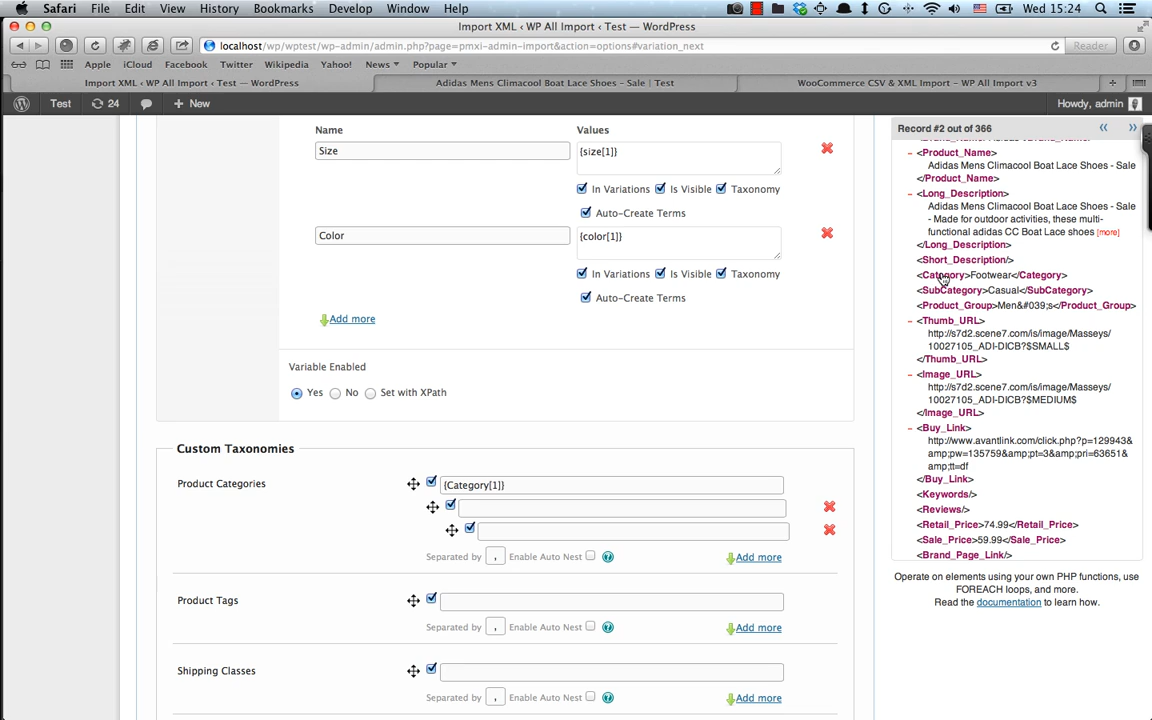 Safari File Edit View History Bookmarks Develop Window Help Wed 15:24
Import XML ‹ WP All Import ‹ Test — WordPress
localhost/wp/wptest/wp-admin/admin.php?page=pmxi-admin-import&action=options#variation_next Reader
Apple iCloud Facebook Twitter Wikipedia Yahoo! News Popular
Import XML ‹ WP All Import ‹ Test — WordPress Adidas Mens Climacool Boat Lace Shoes – Sale | Test WooCommerce CSV & XML Import – WP All Import v3
Test 24 + New Howdy, admin
Name Values
Size {size[1]}
In Variations Is Visible Taxonomy
Auto-Create Terms
Color {color[1]}
In Variations Is Visible Taxonomy
Auto-Create Terms
Add more
Variable Enabled
Yes No Set with XPath
Custom Taxonomies
Product Categories {Category[1]}
Separated by , Enable Auto Nest ? Add more
Product Tags
Separated by , Enable Auto Nest ? Add more
Shipping Classes
Separated by , Enable Auto Nest ? Add more
Record #2 out of 366 « »
− <Product_Name>
Adidas Mens Climacool Boat Lace Shoes - Sale
</Product_Name>
− <Long_Description>
Adidas Mens Climacool Boat Lace Shoes - Sale
- Made for outdoor activities, these multi-
functional adidas CC Boat Lace shoes [more]
</Long_Description>
<Short_Description/>
<Category>Footwear</Category>
<SubCategory>Casual</SubCategory>
<Product_Group>Men&#039;s</Product_Group>
− <Thumb_URL>
http://s7d2.scene7.com/is/image/Masseys/
10027105_ADI-DICB?$SMALL$
</Thumb_URL>
− <Image_URL>
http://s7d2.scene7.com/is/image/Masseys/
10027105_ADI-DICB?$MEDIUM$
</Image_URL>
− <Buy_Link>
http://www.avantlink.com/click.php?p=129943&
amp;pw=135759&amp;pt=3&amp;pri=63651&
amp;tt=df
</Buy_Link>
<Keywords/>
<Reviews/>
<Retail_Price>74.99</Retail_Price>
<Sale_Price>59.99</Sale_Price>
<Brand_Page_Link/>
Operate on elements using your own PHP functions, use
FOREACH loops, and more.
Read the documentation to learn how.